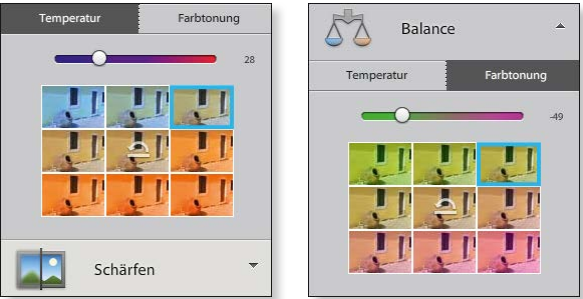 Temperatur Farbtonung
28
Schärfen
Balance
Temperatur Farbtonung
-49